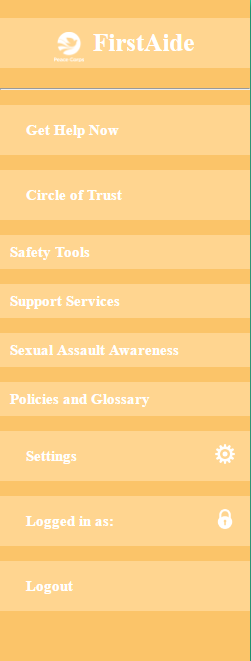 FirstAide
Get Help Now
Circle of Trust
Safety Tools
Support Services
Sexual Assault Awareness
Policies and Glossary
Settings
Logged in as:
Logout